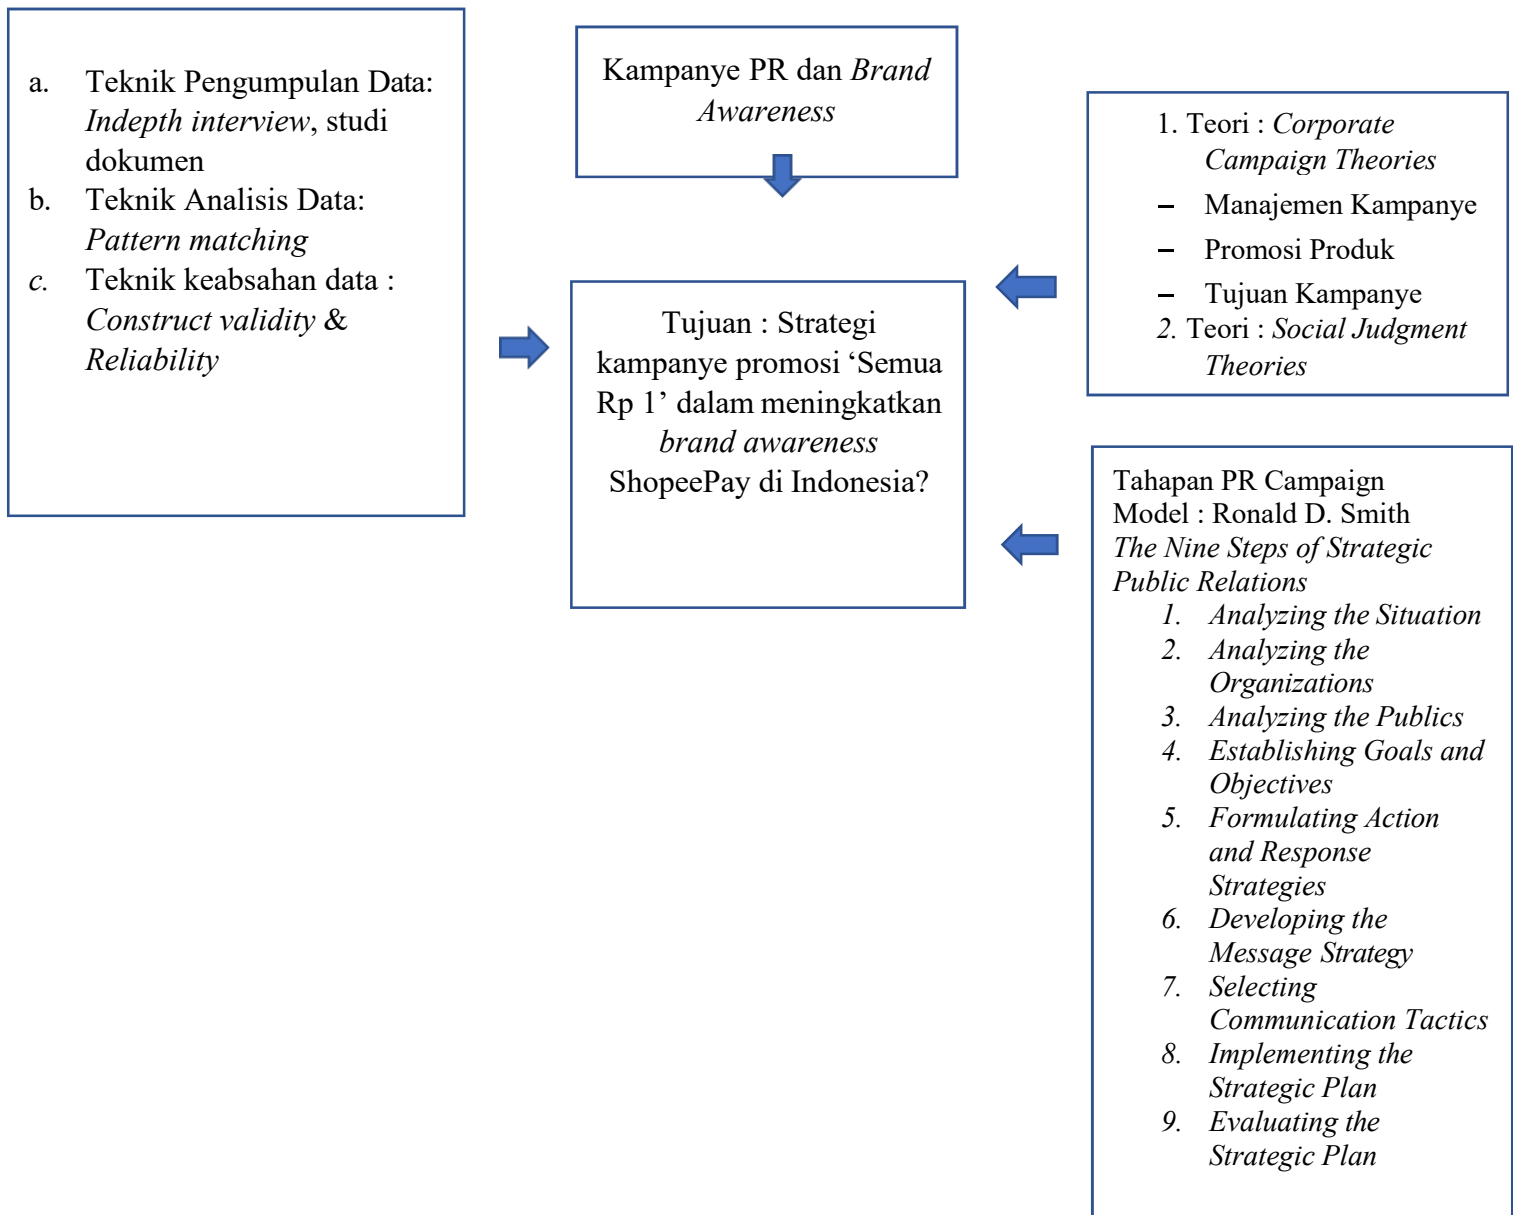 a. Teknik Pengumpulan Data:
Indepth interview, studi
dokumen
b. Teknik Analisis Data:
Pattern matching
c. Teknik keabsahan data :
Construct validity &
Reliability
Kampanye PR dan Brand
Awareness
Tujuan : Strategi
kampanye promosi ‘Semua
Rp 1’ dalam meningkatkan
brand awareness
ShopeePay di Indonesia?
1. Teori : Corporate
Campaign Theories
– Manajemen Kampanye
– Promosi Produk
– Tujuan Kampanye
2. Teori : Social Judgment
Theories
Tahapan PR Campaign
Model : Ronald D. Smith
The Nine Steps of Strategic
Public Relations
1. Analyzing the Situation
2. Analyzing the
Organizations
3. Analyzing the Publics
4. Establishing Goals and
Objectives
5. Formulating Action
and Response
Strategies
6. Developing the
Message Strategy
7. Selecting
Communication Tactics
8. Implementing the
Strategic Plan
9. Evaluating the
Strategic Plan